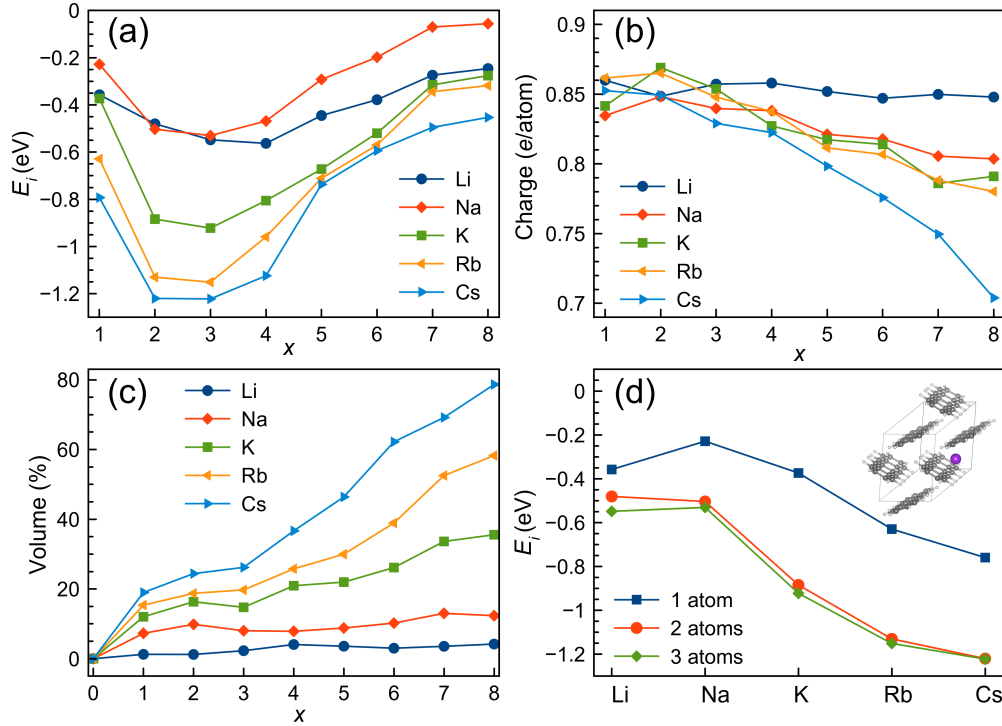 (a)
0
−0.2
−0.4
−0.6
−0.8
−1
−1.2
E_i (eV)
Li
Na
K
Rb
Cs
1 2 3 4 5 6 7 8
x
(b)
0.9
0.85
0.8
0.75
0.7
Charge (e/atom)
Li
Na
K
Rb
Cs
1 2 3 4 5 6 7 8
x
(c)
80
60
40
20
0
Volume (%)
Li
Na
K
Rb
Cs
0 1 2 3 4 5 6 7 8
x
(d)
0
−0.2
−0.4
−0.6
−0.8
−1
−1.2
E_i (eV)
1 atom
2 atoms
3 atoms
Li Na K Rb Cs